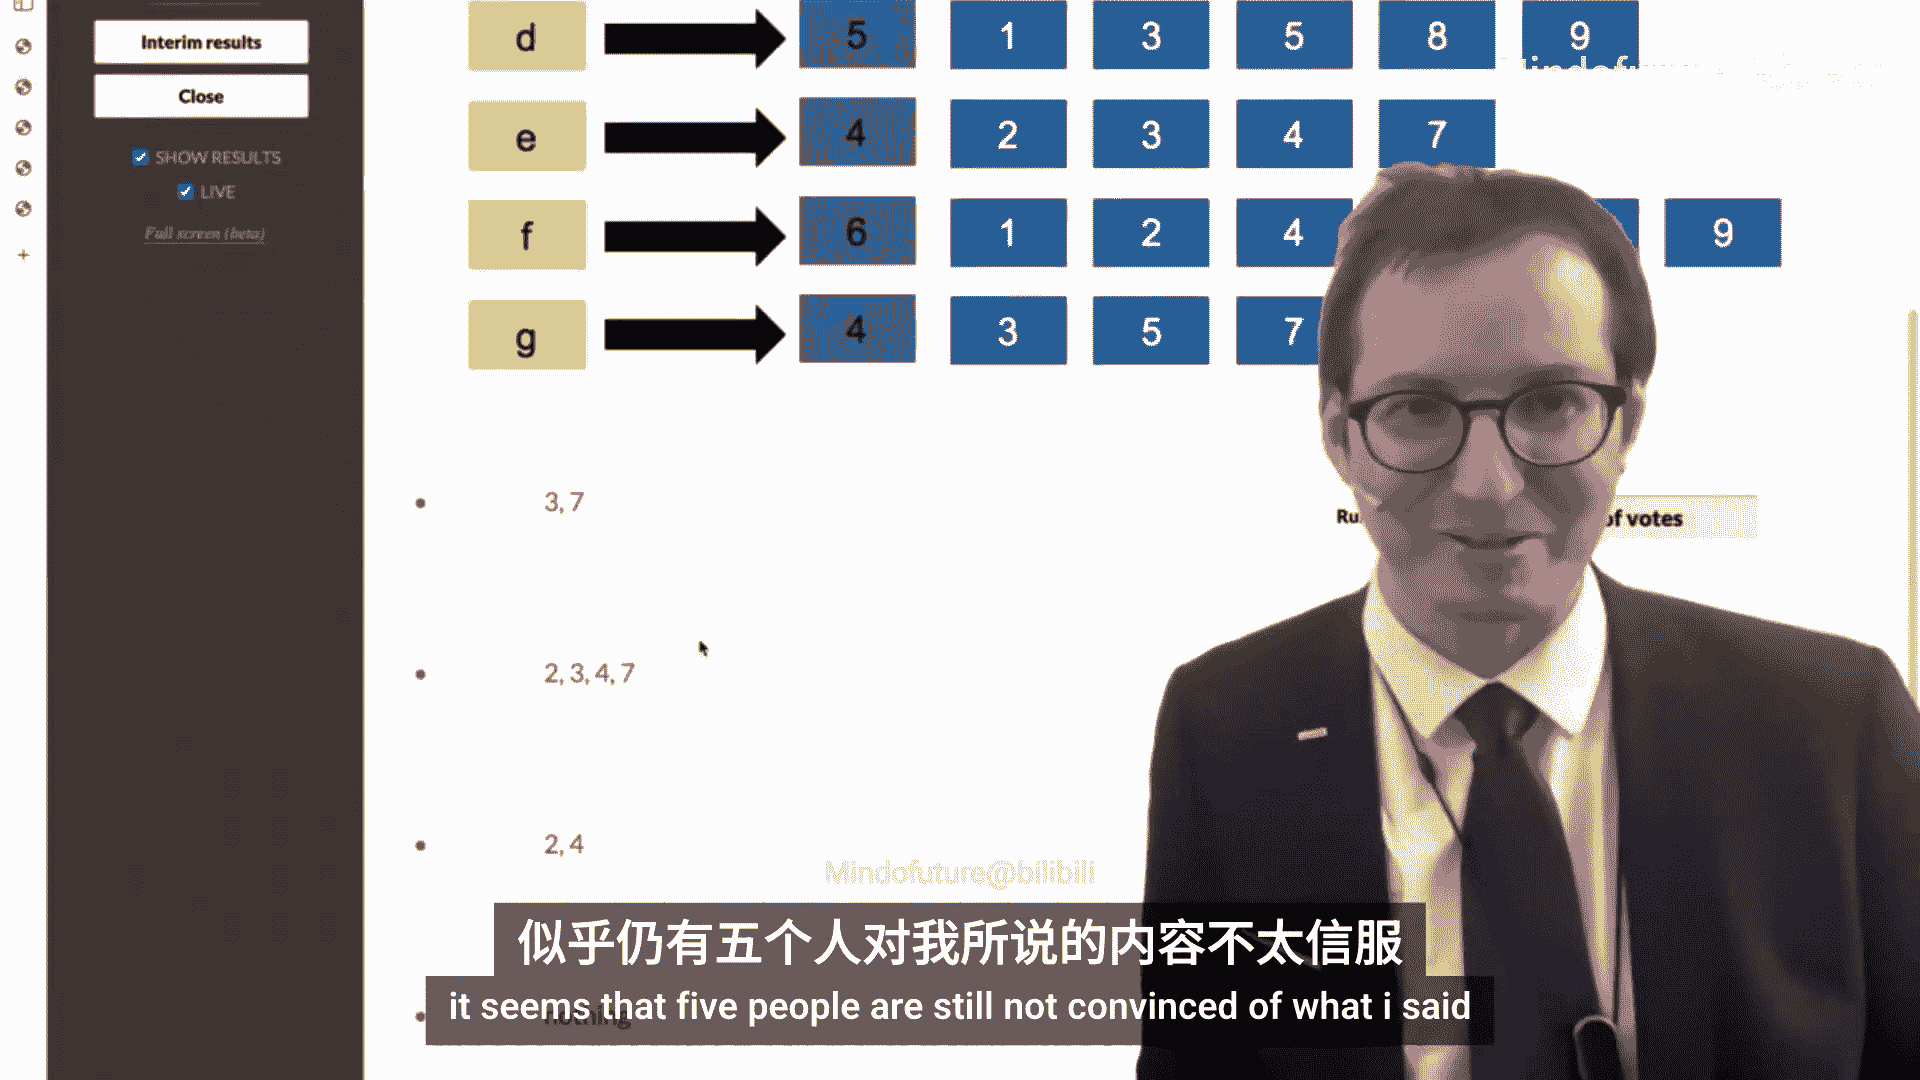 Interim results
Close
SHOW RESULTS
LIVE
Full screen (beta)
d 5 1 3 5 8 9
e 4 2 3 4 7
f 6 1 2 4 9
g 4 3 5 7
3, 7
of votes
2, 3, 4, 7
2, 4
nothing
Mindofuture@bilibili
似乎仍有五个人对我所说的内容不太信服
it seems that five people are still not convinced of what i said